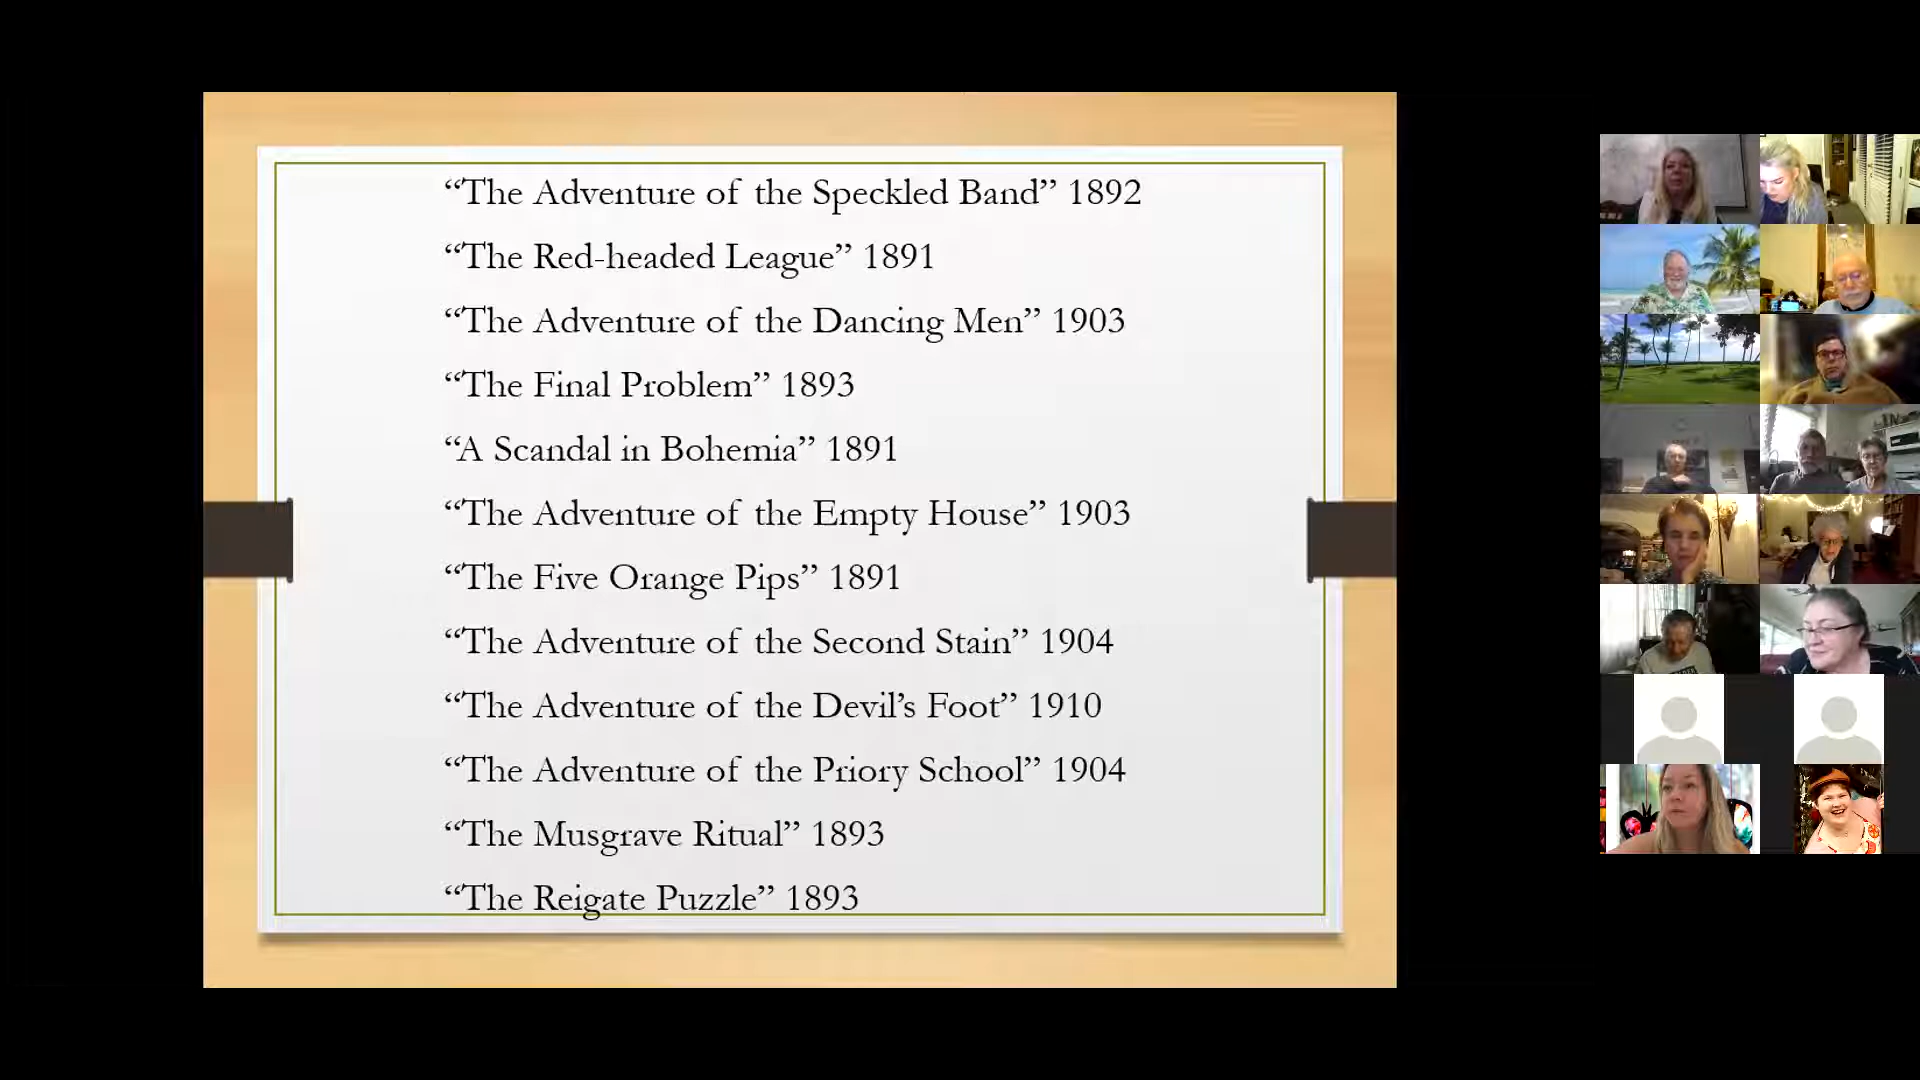 “The Adventure of the Speckled Band” 1892
“The Red-headed League” 1891
“The Adventure of the Dancing Men” 1903
“The Final Problem” 1893
“A Scandal in Bohemia” 1891
“The Adventure of the Empty House” 1903
“The Five Orange Pips” 1891
“The Adventure of the Second Stain” 1904
“The Adventure of the Devil’s Foot” 1910
“The Adventure of the Priory School” 1904
“The Musgrave Ritual” 1893
“The Reigate Puzzle” 1893